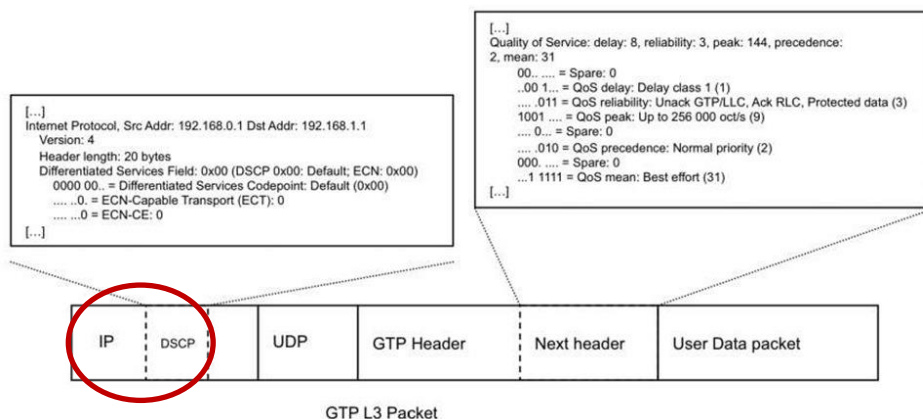 [...]
Quality of Service: delay: 8, reliability: 3, peak: 144, precedence:
2, mean: 31
00.. .... = Spare: 0
..00 1... = QoS delay: Delay class 1 (1)
.... .011 = QoS reliability: Unack GTP/LLC, Ack RLC, Protected data (3)
1001 .... = QoS peak: Up to 256 000 oct/s (9)
.... 0... = Spare: 0
.... .010 = QoS precedence: Normal priority (2)
000. .... = Spare: 0
...1 1111 = QoS mean: Best effort (31)
[...]
[...]
Internet Protocol, Src Addr: 192.168.0.1 Dst Addr: 192.168.1.1
Version: 4
Header length: 20 bytes
Differentiated Services Field: 0x00 (DSCP 0x00: Default; ECN: 0x00)
0000 00.. = Differentiated Services Codepoint: Default (0x00)
.... ..0. = ECN-Capable Transport (ECT): 0
.... ...0 = ECN-CE: 0
[...]
IP DSCP UDP GTP Header Next header User Data packet
GTP L3 Packet